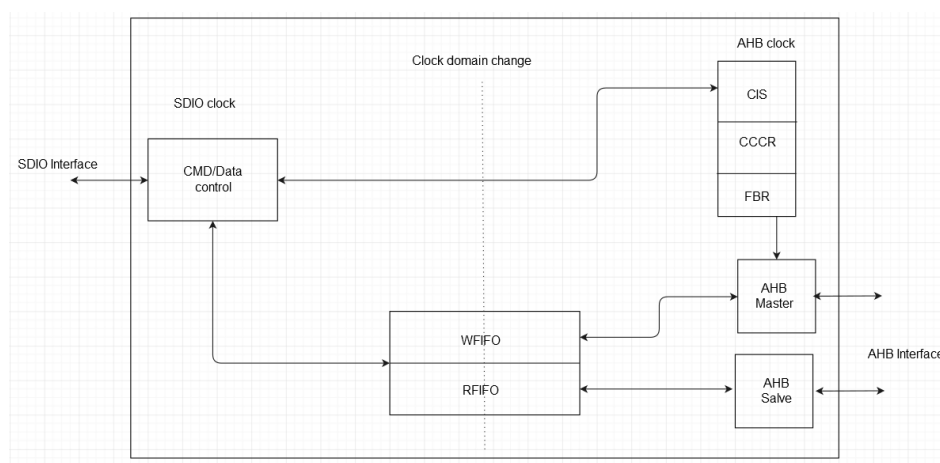 AHB clock
Clock domain change
CIS
SDIO clock
CCCR
SDIO Interface
CMD/Data
control
FBR
AHB
Master
WFIFO
AHB Interface
RFIFO
AHB
Salve